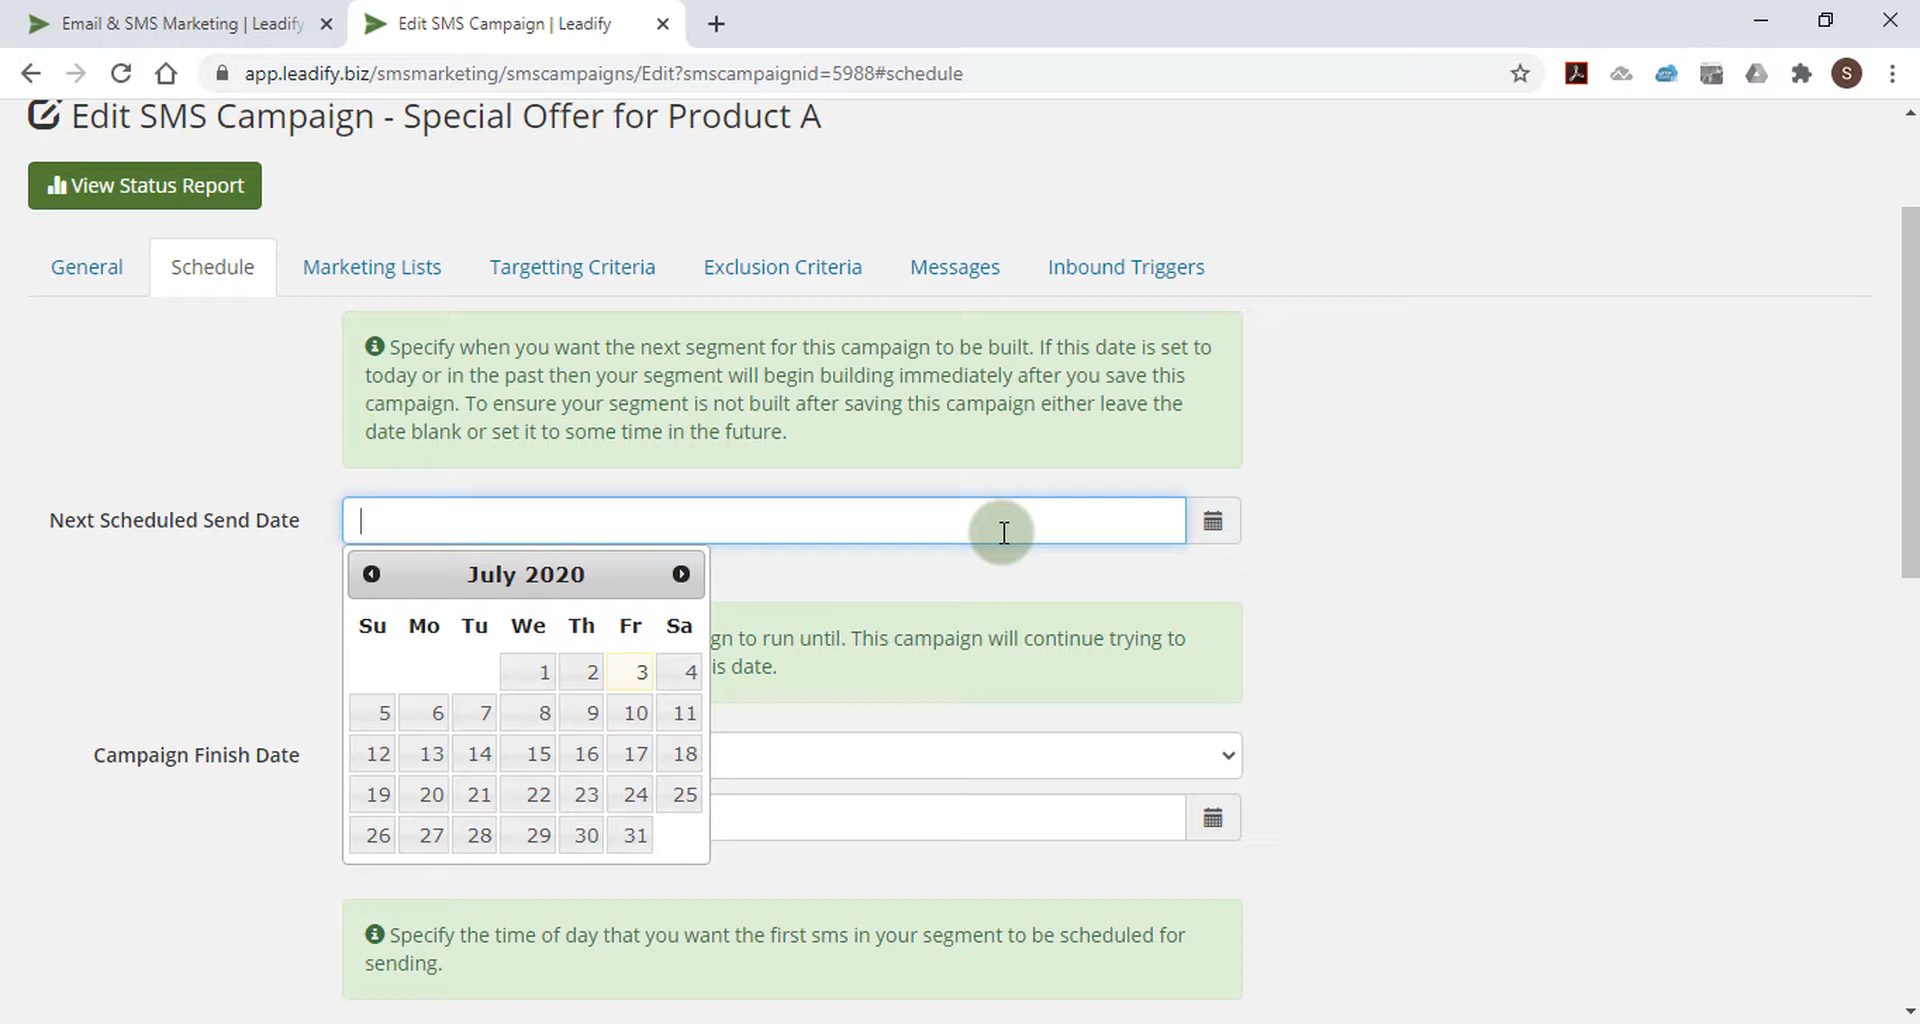 Email & SMS Marketing | Leadify
Edit SMS Campaign | Leadify
app.leadify.biz/smsmarketing/smscampaigns/Edit?smscampaignid=5988#schedule
S
Edit SMS Campaign - Special Offer for Product A
View Status Report
General Schedule Marketing Lists Targetting Criteria Exclusion Criteria Messages Inbound Triggers
Specify when you want the next segment for this campaign to be built. If this date is set to
today or in the past then your segment will begin building immediately after you save this
campaign. To ensure your segment is not built after saving this campaign either leave the
date blank or set it to some time in the future.
Next Scheduled Send Date
July 2020
Su Mo Tu We Th Fr Sa
1 2 3 4
5 6 7 8 9 10 11
12 13 14 15 16 17 18
19 20 21 22 23 24 25
26 27 28 29 30 31
gn to run until. This campaign will continue trying to
is date.
Campaign Finish Date
Specify the time of day that you want the first sms in your segment to be scheduled for
sending.